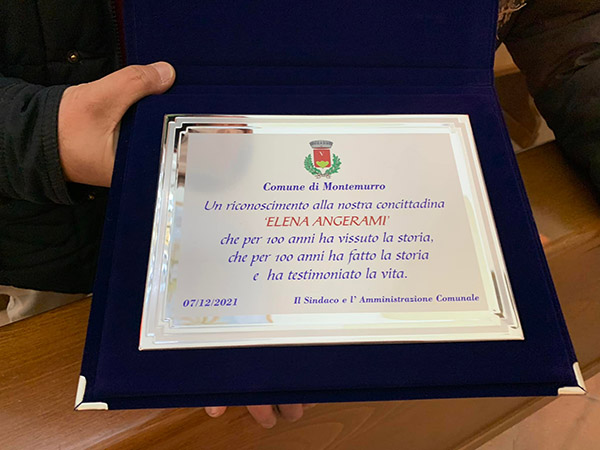 Comune di Montemurro
Un riconoscimento alla nostra concittadina
'ELENA ANGERAMI'
che per 100 anni ha vissuto la storia,
che per 100 anni ha fatto la storia
e ha testimoniato la vita.
07/12/2021 Il Sindaco e l' Amministrazione Comunale